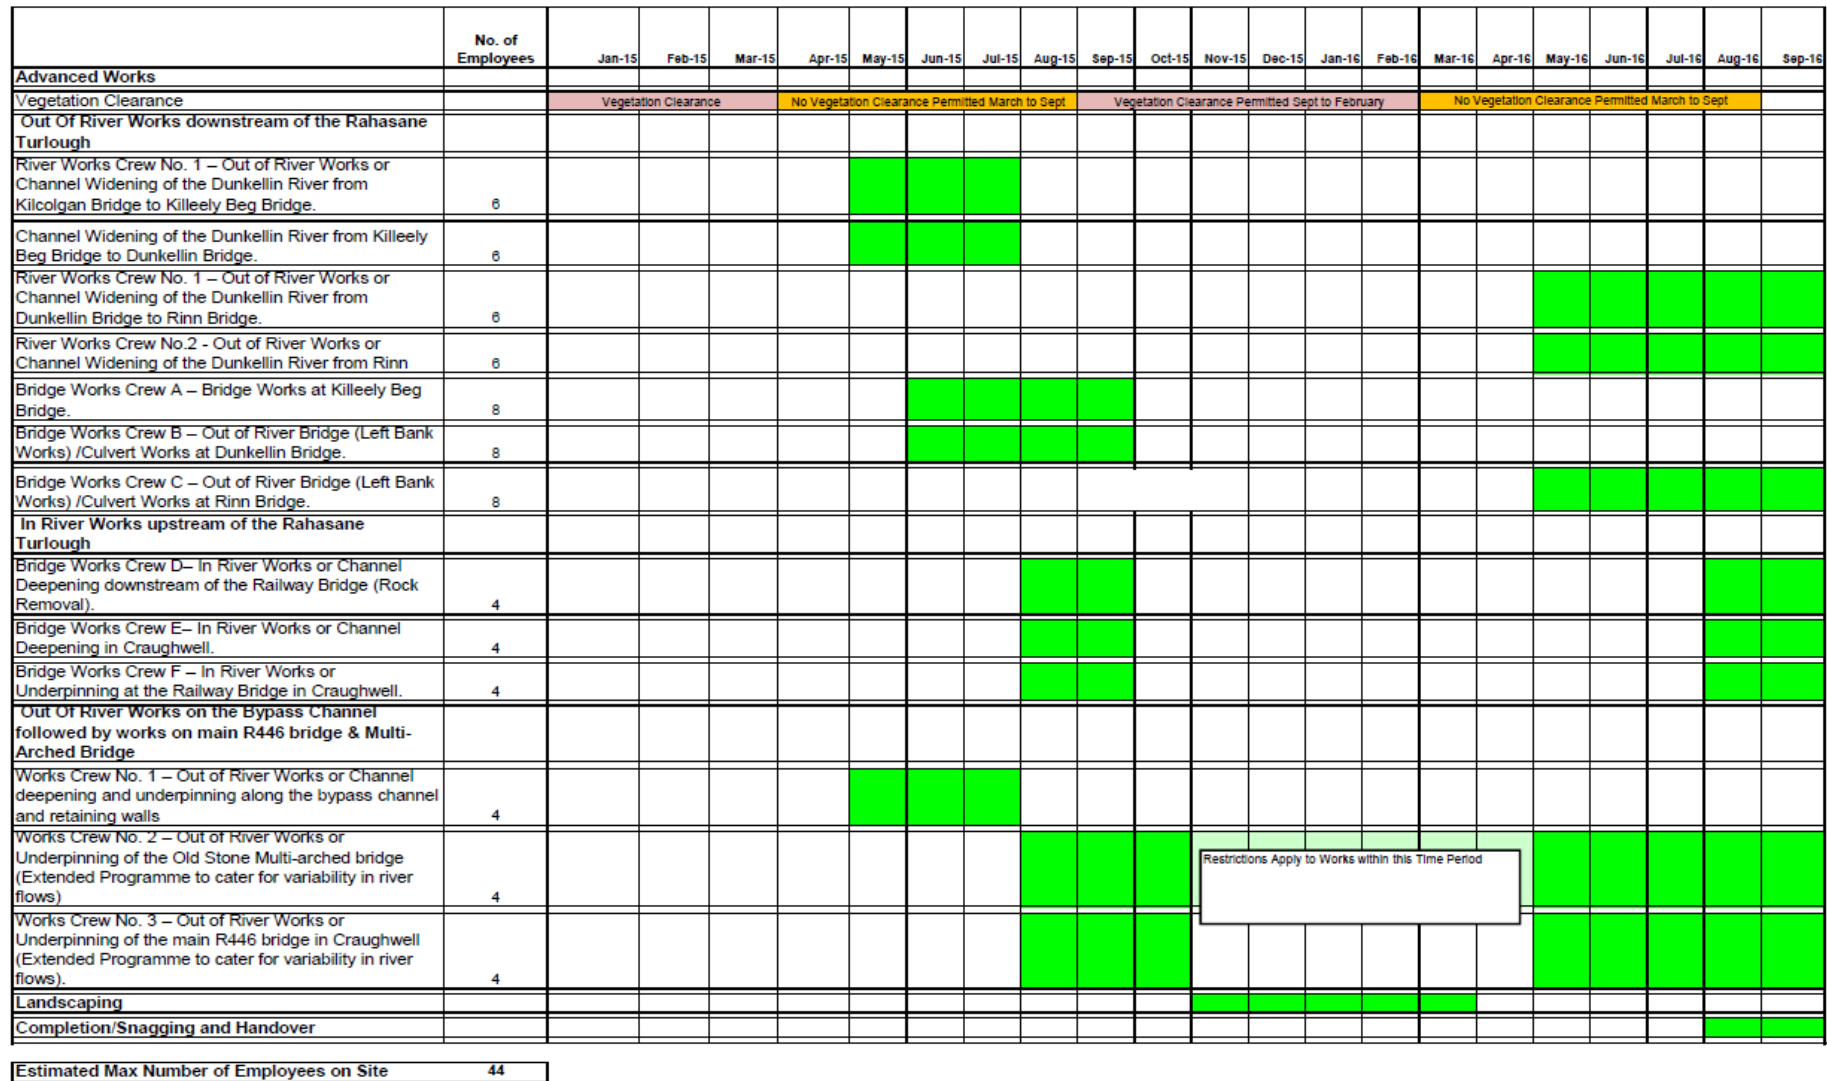 No. of
Employees
Jan-15 Feb-15 Mar-15 Apr-15 May-15 Jun-15 Jul-15 Aug-15 Sep-15 Oct-15 Nov-15 Dec-15 Jan-16 Feb-16 Mar-16 Apr-16 May-16 Jun-16 Jul-16 Aug-16 Sep-16
Advanced Works
Vegetation Clearance Vegetation Clearance No Vegetation Clearance Permitted March to Sept Vegetation Clearance Permitted Sept to February No Vegetation Clearance Permitted March to Sept
Out Of River Works downstream of the Rahasane
Turlough
River Works Crew No. 1 – Out of River Works or
Channel Widening of the Dunkellin River from
Kilcolgan Bridge to Killeely Beg Bridge. 6
Channel Widening of the Dunkellin River from Killeely
Beg Bridge to Dunkellin Bridge. 6
River Works Crew No. 1 – Out of River Works or
Channel Widening of the Dunkellin River from
Dunkellin Bridge to Rinn Bridge. 6
River Works Crew No.2 - Out of River Works or
Channel Widening of the Dunkellin River from Rinn 6
Bridge Works Crew A – Bridge Works at Killeely Beg
Bridge. 8
Bridge Works Crew B – Out of River Bridge (Left Bank
Works) /Culvert Works at Dunkellin Bridge. 8
Bridge Works Crew C – Out of River Bridge (Left Bank
Works) /Culvert Works at Rinn Bridge. 8
In River Works upstream of the Rahasane
Turlough
Bridge Works Crew D– In River Works or Channel
Deepening downstream of the Railway Bridge (Rock
Removal). 4
Bridge Works Crew E– In River Works or Channel
Deepening in Craughwell. 4
Bridge Works Crew F – In River Works or
Underpinning at the Railway Bridge in Craughwell. 4
Out Of River Works on the Bypass Channel
followed by works on main R446 bridge & Multi-
Arched Bridge
Works Crew No. 1 – Out of River Works or Channel
deepening and underpinning along the bypass channel
and retaining walls 4
Works Crew No. 2 – Out of River Works or
Underpinning of the Old Stone Multi-arched bridge
(Extended Programme to cater for variability in river
flows) 4
Restrictions Apply to Works within this Time Period
Works Crew No. 3 – Out of River Works or
Underpinning of the main R446 bridge in Craughwell
(Extended Programme to cater for variability in river
flows). 4
Landscaping
Completion/Snagging and Handover
Estimated Max Number of Employees on Site 44